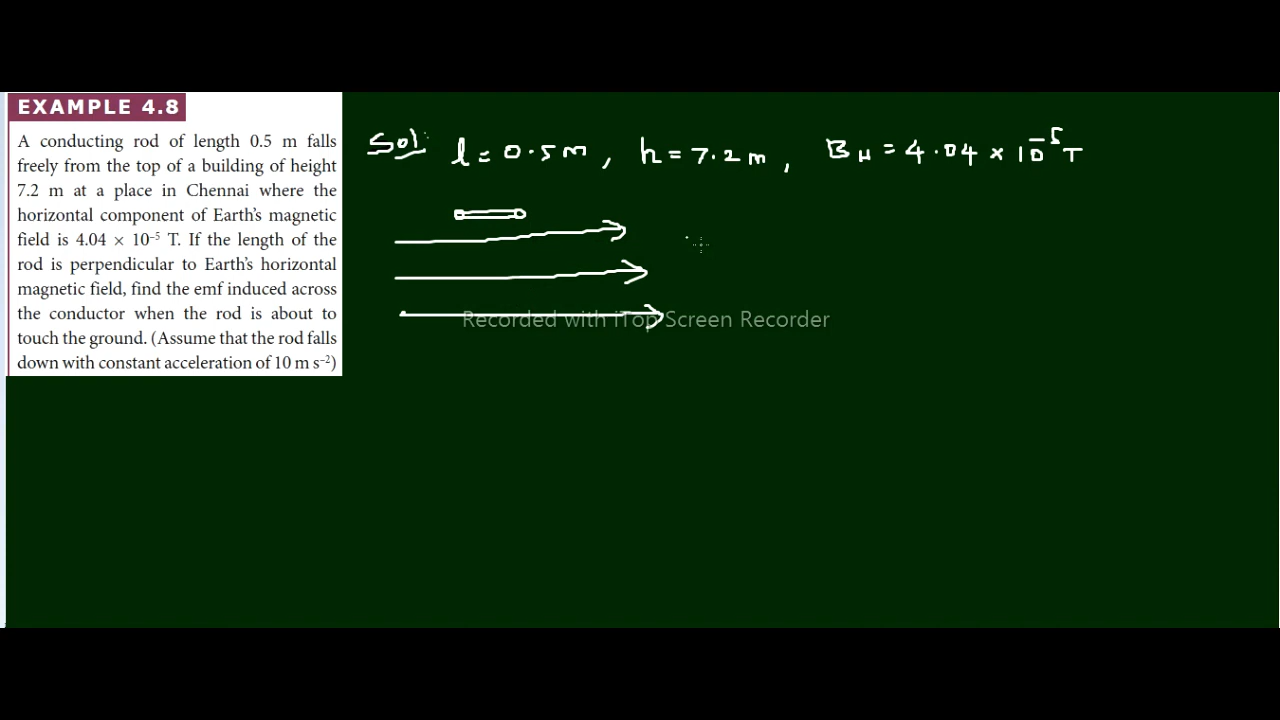 EXAMPLE 4.8
A conducting rod of length 0.5 m falls
freely from the top of a building of height
7.2 m at a place in Chennai where the
horizontal component of Earth's magnetic
field is 4.04 × 10⁻⁵ T. If the length of the
rod is perpendicular to Earth's horizontal
magnetic field, find the emf induced across
the conductor when the rod is about to
touch the ground. (Assume that the rod falls
down with constant acceleration of 10 m s⁻²)
Sol: l = 0.5 m, h = 7.2 m, B_H = 4.04 × 10⁻⁵ T
Recorded with iTop Screen Recorder